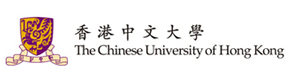 香港中文大學
The Chinese University of Hong Kong